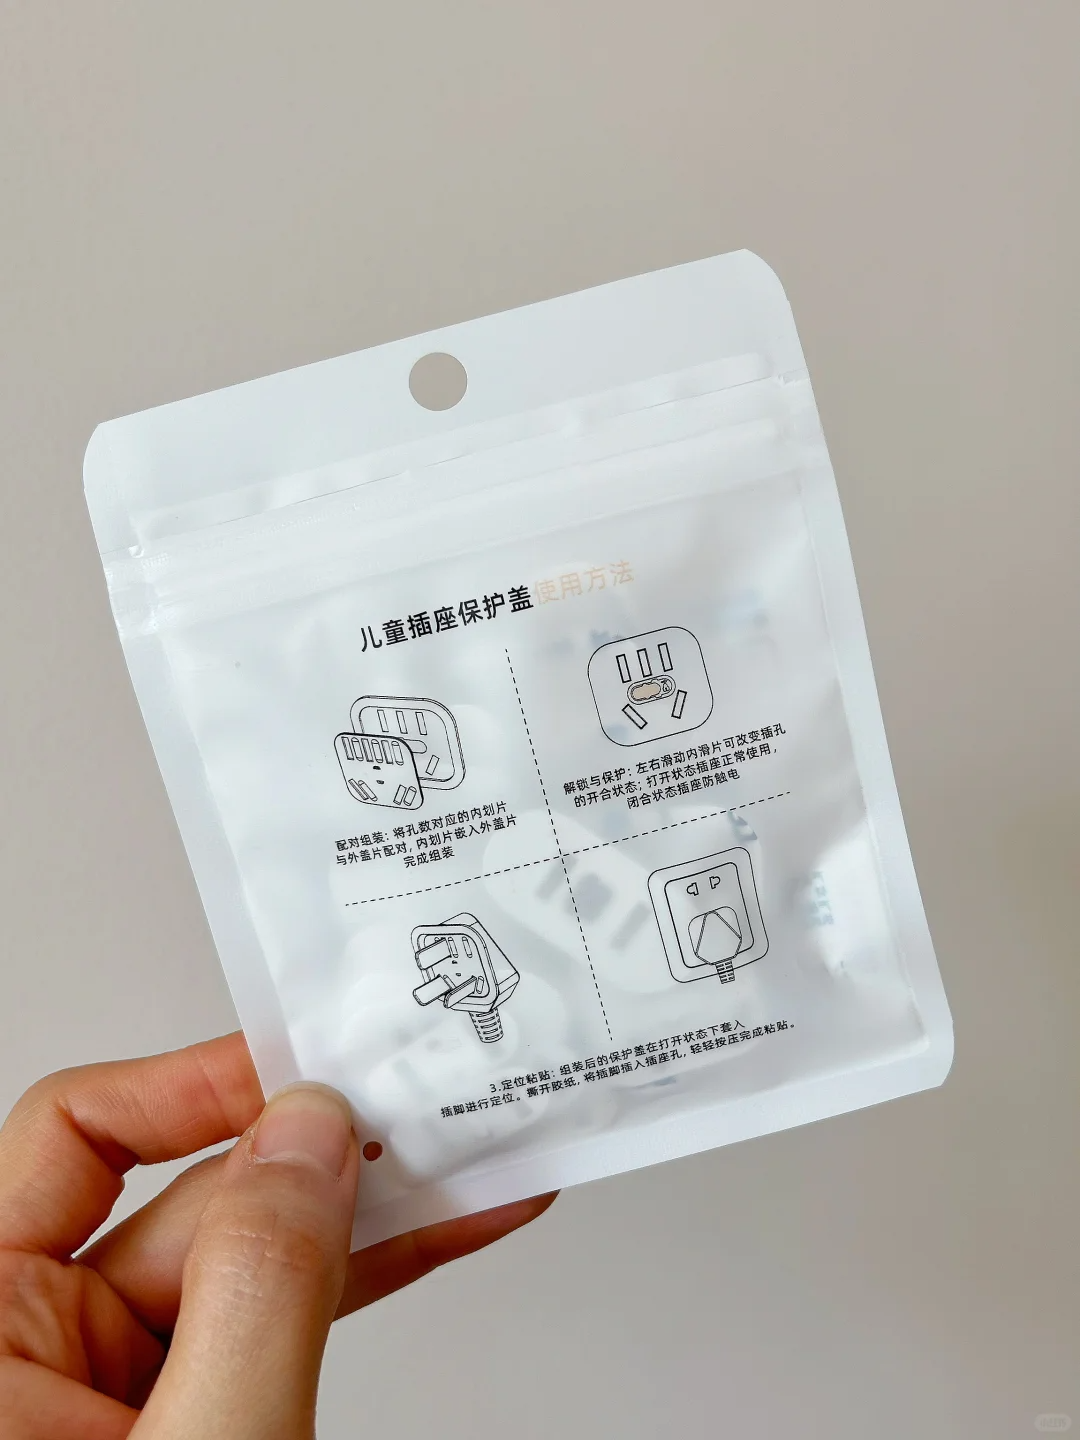 儿童插座保护盖使用方法
配对组装：将孔数对应的内划片
与外盖片配对，内划片嵌入外盖片
完成组装
解锁与保护：左右滑动内滑片可改变插孔
的开合状态；打开状态插座正常使用，
闭合状态插座防触电
3.定位粘贴：组装后的保护盖在打开状态下套入
插脚进行定位。撕开胶纸，将插脚插入插座孔，轻轻按压完成粘贴。